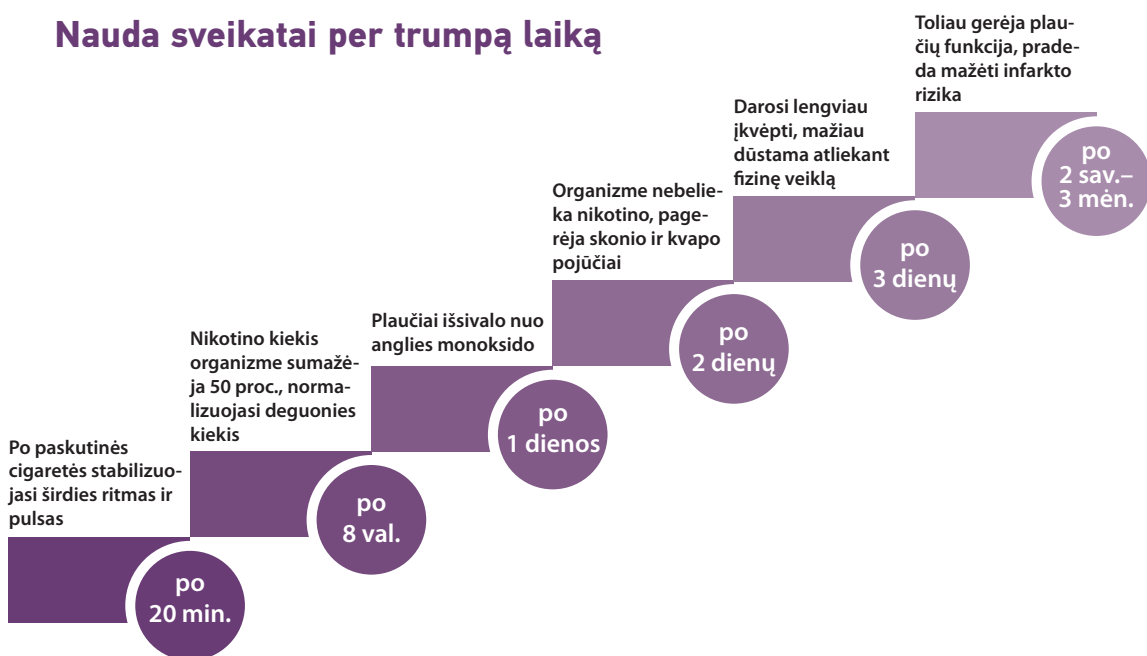 Nauda sveikatai per trumpą laiką
Po paskutinės
cigaretės stabilizuo-
jasi širdies ritmas ir
pulsas
po
20 min.
Nikotino kiekis
organizme sumažė-
ja 50 proc., norma-
lizuojasi deguonies
kiekis
po
8 val.
Plaučiai išsivalo nuo
anglies monoksido
po
1 dienos
Organizme nebelie-
ka nikotino, page-
rėja skonio ir kvapo
pojūčiai
po
2 dienų
Darosi lengviau
įkvėpti, mažiau
dūstama atliekant
fizinę veiklą
po
3 dienų
Toliau gerėja plau-
čių funkcija, prade-
da mažėti infarkto
rizika
po
2 sav.–
3 mėn.